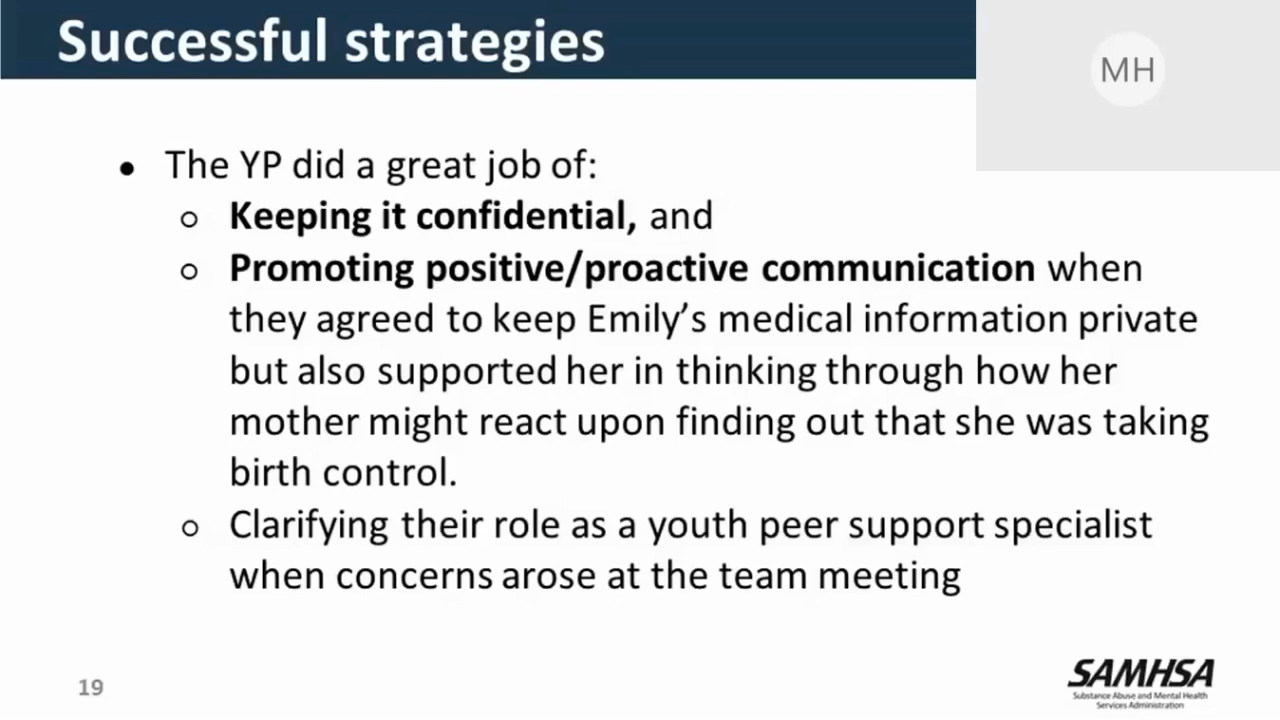 Successful strategies
MH
• The YP did a great job of:
○ Keeping it confidential, and
○ Promoting positive/proactive communication when
they agreed to keep Emily’s medical information private
but also supported her in thinking through how her
mother might react upon finding out that she was taking
birth control.
○ Clarifying their role as a youth peer support specialist
when concerns arose at the team meeting
19
SAMHSA
Substance Abuse and Mental Health
Services Administration